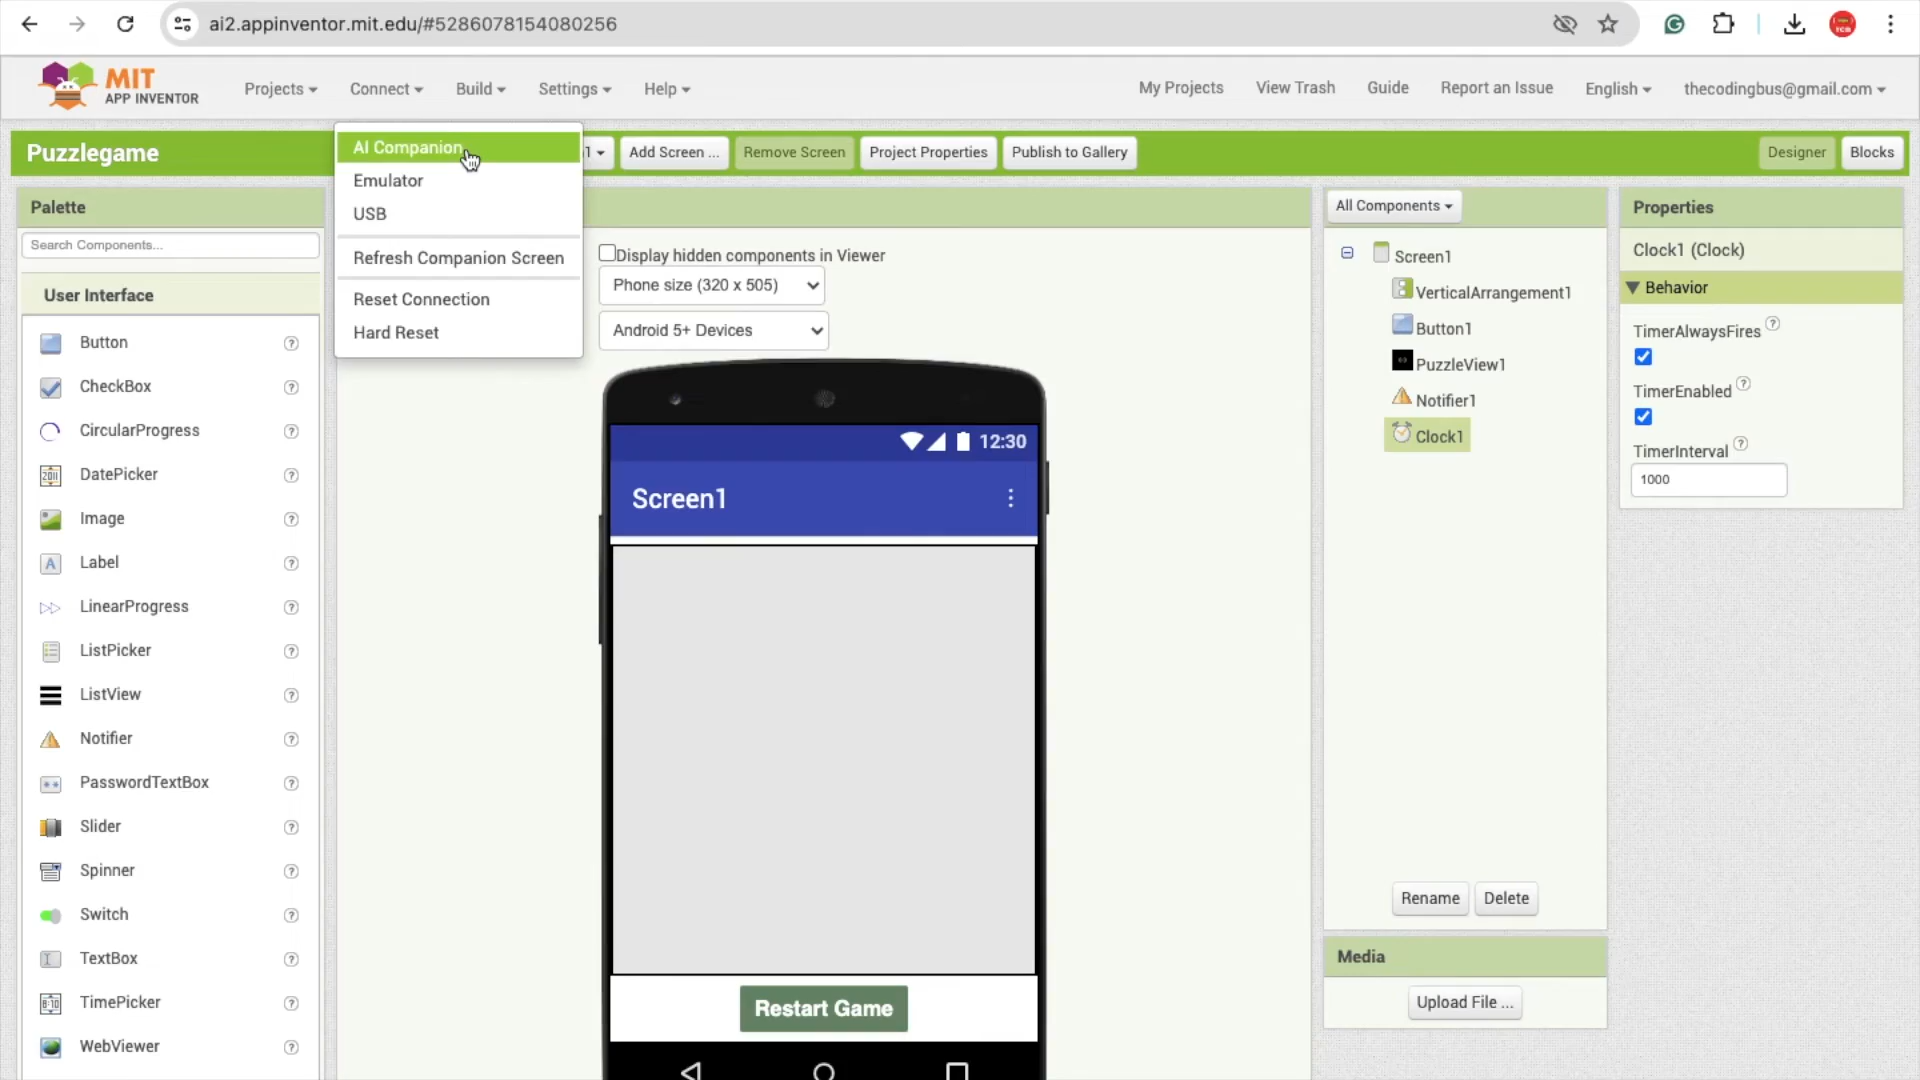 ai2.appinventor.mit.edu/#5286078154080256
MIT
APP INVENTOR
Projects
Connect
Build
Settings
Help
My Projects
View Trash
Guide
Report an Issue
English
thecodingbus@gmail.com
Puzzlegame
AI Companion
Emulator
USB
Refresh Companion Screen
Reset Connection
Hard Reset
1
Add Screen ...
Remove Screen
Project Properties
Publish to Gallery
Designer
Blocks
Palette
Search Components...
User Interface
Button
CheckBox
CircularProgress
DatePicker
Image
Label
LinearProgress
ListPicker
ListView
Notifier
PasswordTextBox
Slider
Spinner
Switch
TextBox
TimePicker
WebViewer
Display hidden components in Viewer
Phone size (320 x 505)
Android 5+ Devices
12:30
Screen1
Restart Game
All Components
Screen1
VerticalArrangement1
Button1
PuzzleView1
Notifier1
Clock1
Rename
Delete
Media
Upload File ...
Properties
Clock1 (Clock)
Behavior
TimerAlwaysFires
TimerEnabled
TimerInterval
1000